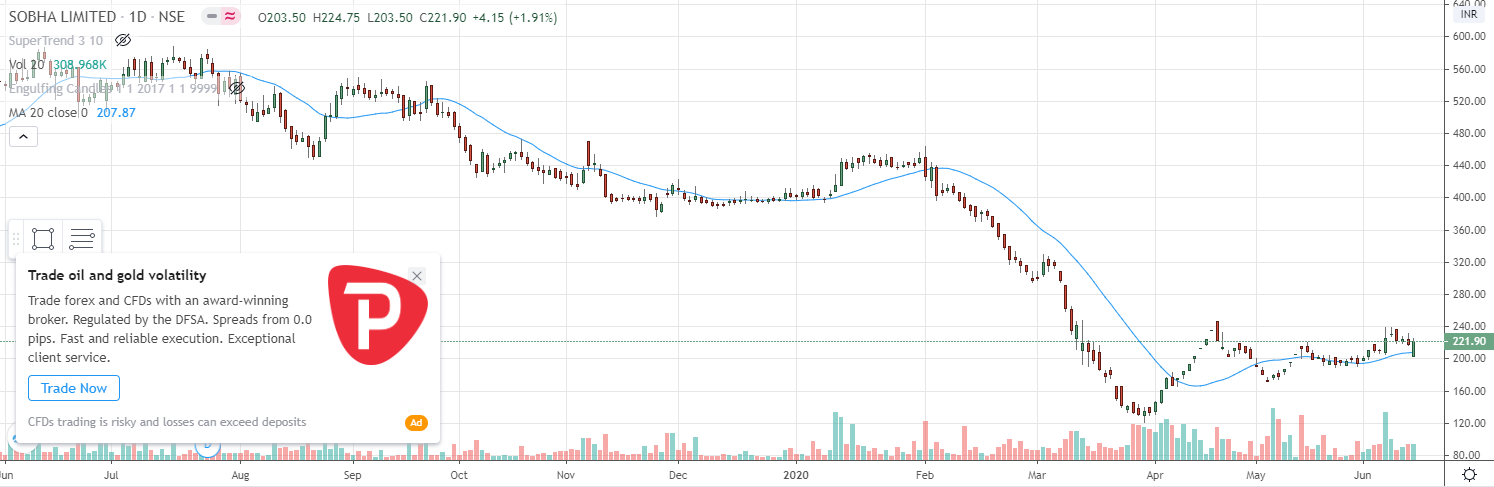 SOBHA LIMITED · 1D · NSE O203.50 H224.75 L203.50 C221.90 +4.15 (+1.91%)
SuperTrend 3 10
Vol 20 308.968K
Engulfing Candles 1 1 2017 1 1 9999
MA 20 close 0 207.87
640.00
INR
600.00
560.00
520.00
480.00
440.00
400.00
360.00
320.00
280.00
240.00
221.90
200.00
160.00
120.00
80.00
Trade oil and gold volatility
Trade forex and CFDs with an award-winning
broker. Regulated by the DFSA. Spreads from 0.0
pips. Fast and reliable execution. Exceptional
client service.
P
Trade Now
CFDs trading is risky and losses can exceed deposits
Ad
Jun Jul Aug Sep Oct Nov Dec 2020 Feb Mar Apr May Jun